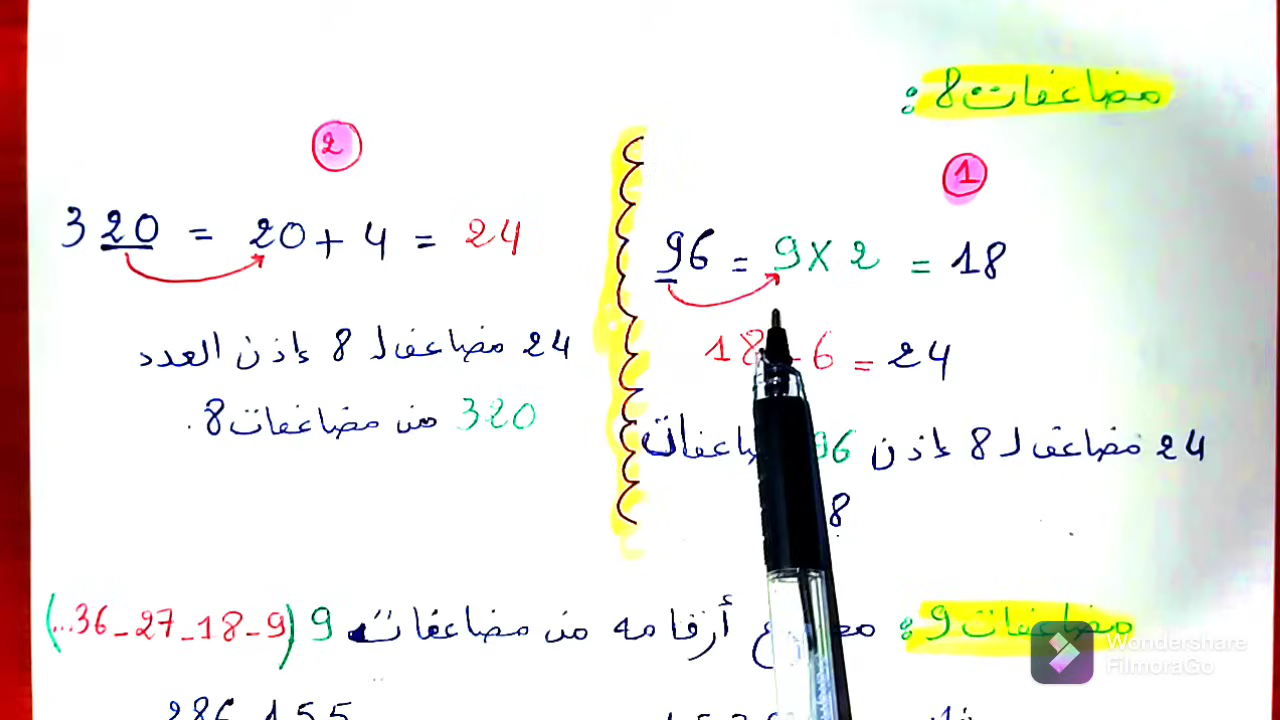 مضاعفات 8 :
1
96 = 9 × 2 = 18
18 6 = 24
24 مضاعف ل 8 إذن 96
8
2
320 = 20 + 4 = 24
24 مضاعف ل 8 إذن العدد
320 من مضاعفات 8.
مضاعفات 9 : أرقامه من مضاعفات 9 (9-18-27-36...)
Wondershare
FilmoraGo